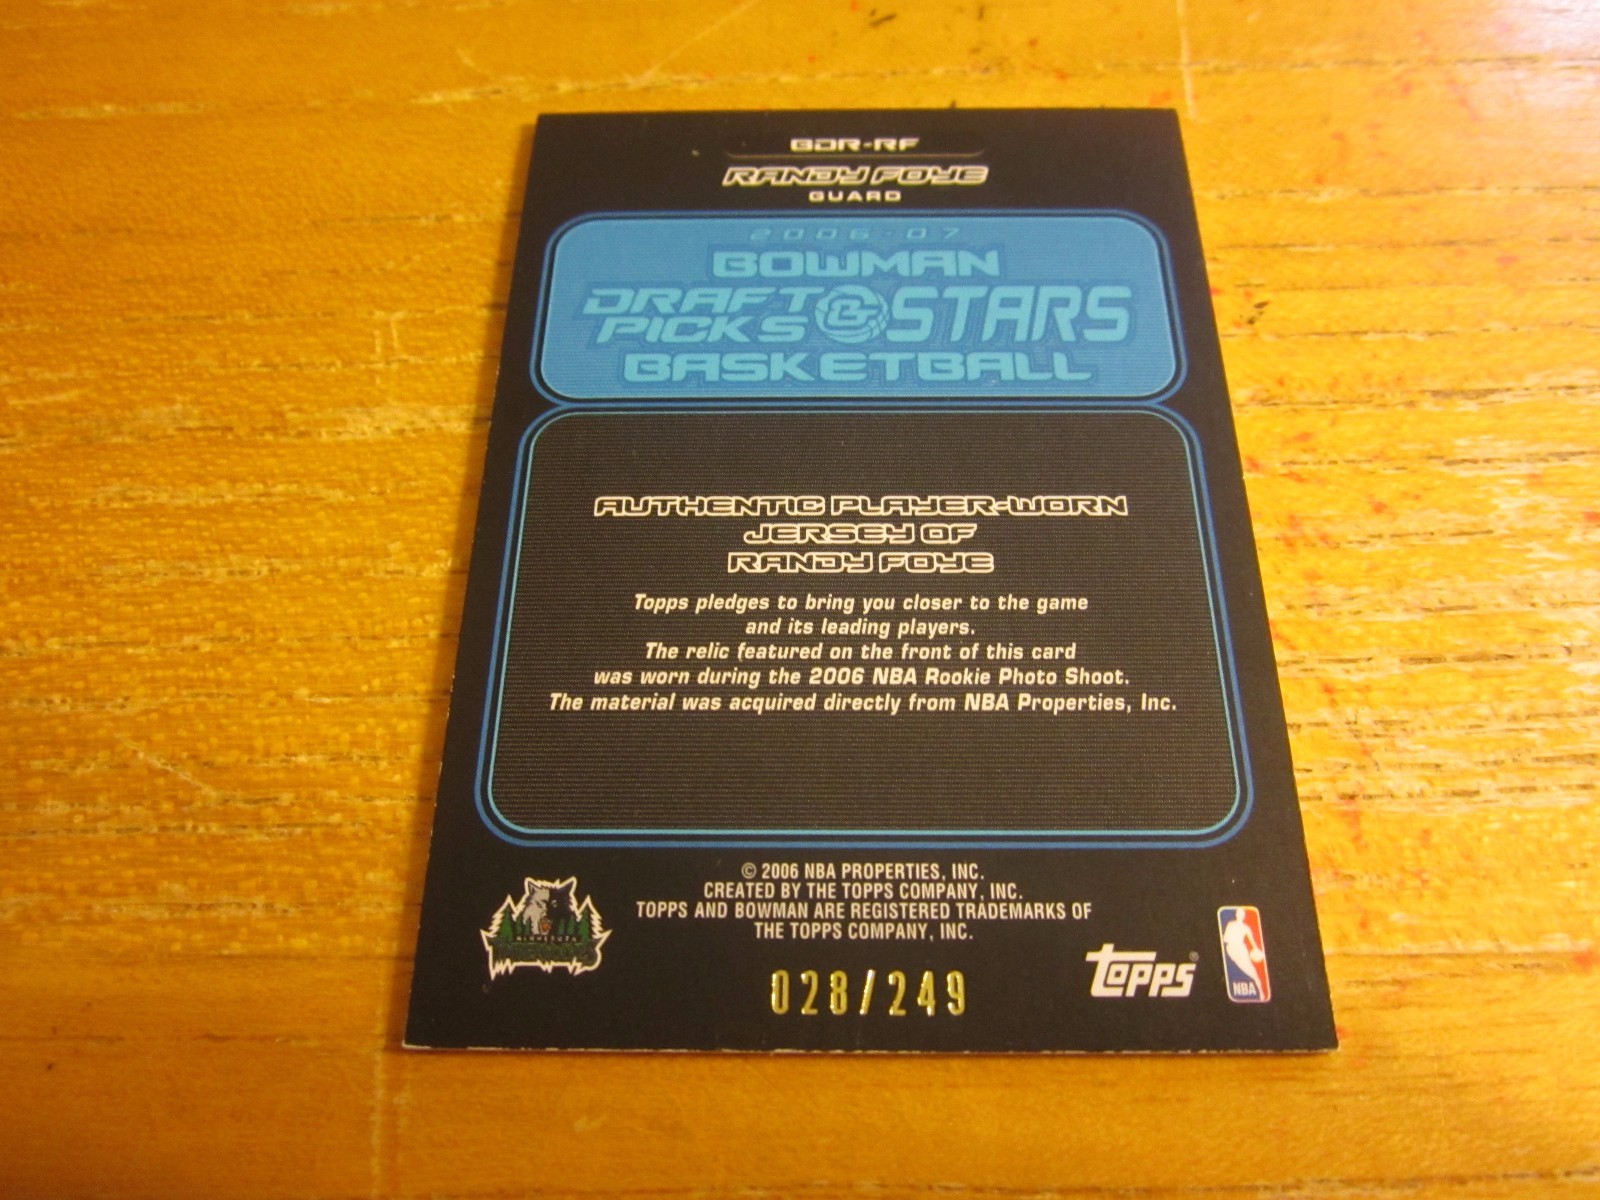 BDR-RF
RANDY FOYE
GUARD
2006-07
BOWMAN
DRAFT PICKS & STARS
BASKETBALL
AUTHENTIC PLAYER-WORN
JERSEY OF
RANDY FOYE
Topps pledges to bring you closer to the game
and its leading players.
The relic featured on the front of this card
was worn during the 2006 NBA Rookie Photo Shoot.
The material was acquired directly from NBA Properties, Inc.
© 2006 NBA PROPERTIES, INC.
CREATED BY THE TOPPS COMPANY, INC.
TOPPS AND BOWMAN ARE REGISTERED TRADEMARKS OF
THE TOPPS COMPANY, INC.
MINNESOTA
topps®
NBA
028/249